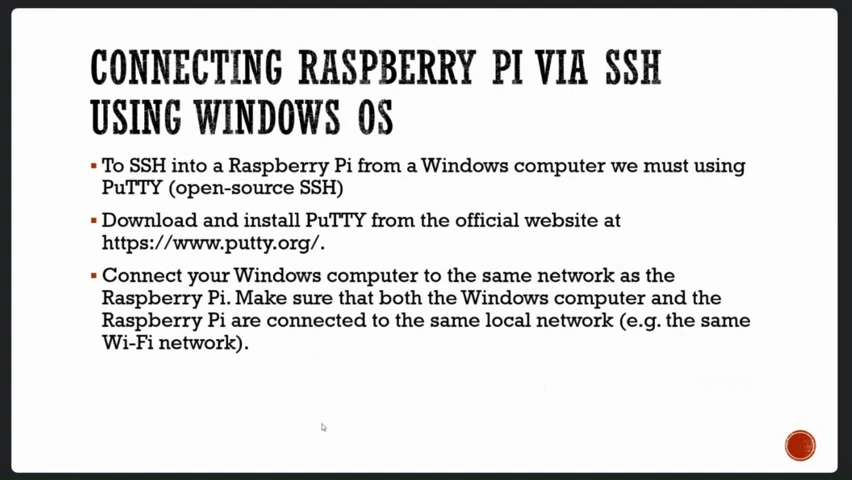 CONNECTING RASPBERRY PI VIA SSH
USING WINDOWS OS
▪ To SSH into a Raspberry Pi from a Windows computer we must using
PuTTY (open-source SSH)
▪ Download and install PuTTY from the official website at
https://www.putty.org/.
▪ Connect your Windows computer to the same network as the
Raspberry Pi. Make sure that both the Windows computer and the
Raspberry Pi are connected to the same local network (e.g. the same
Wi-Fi network).